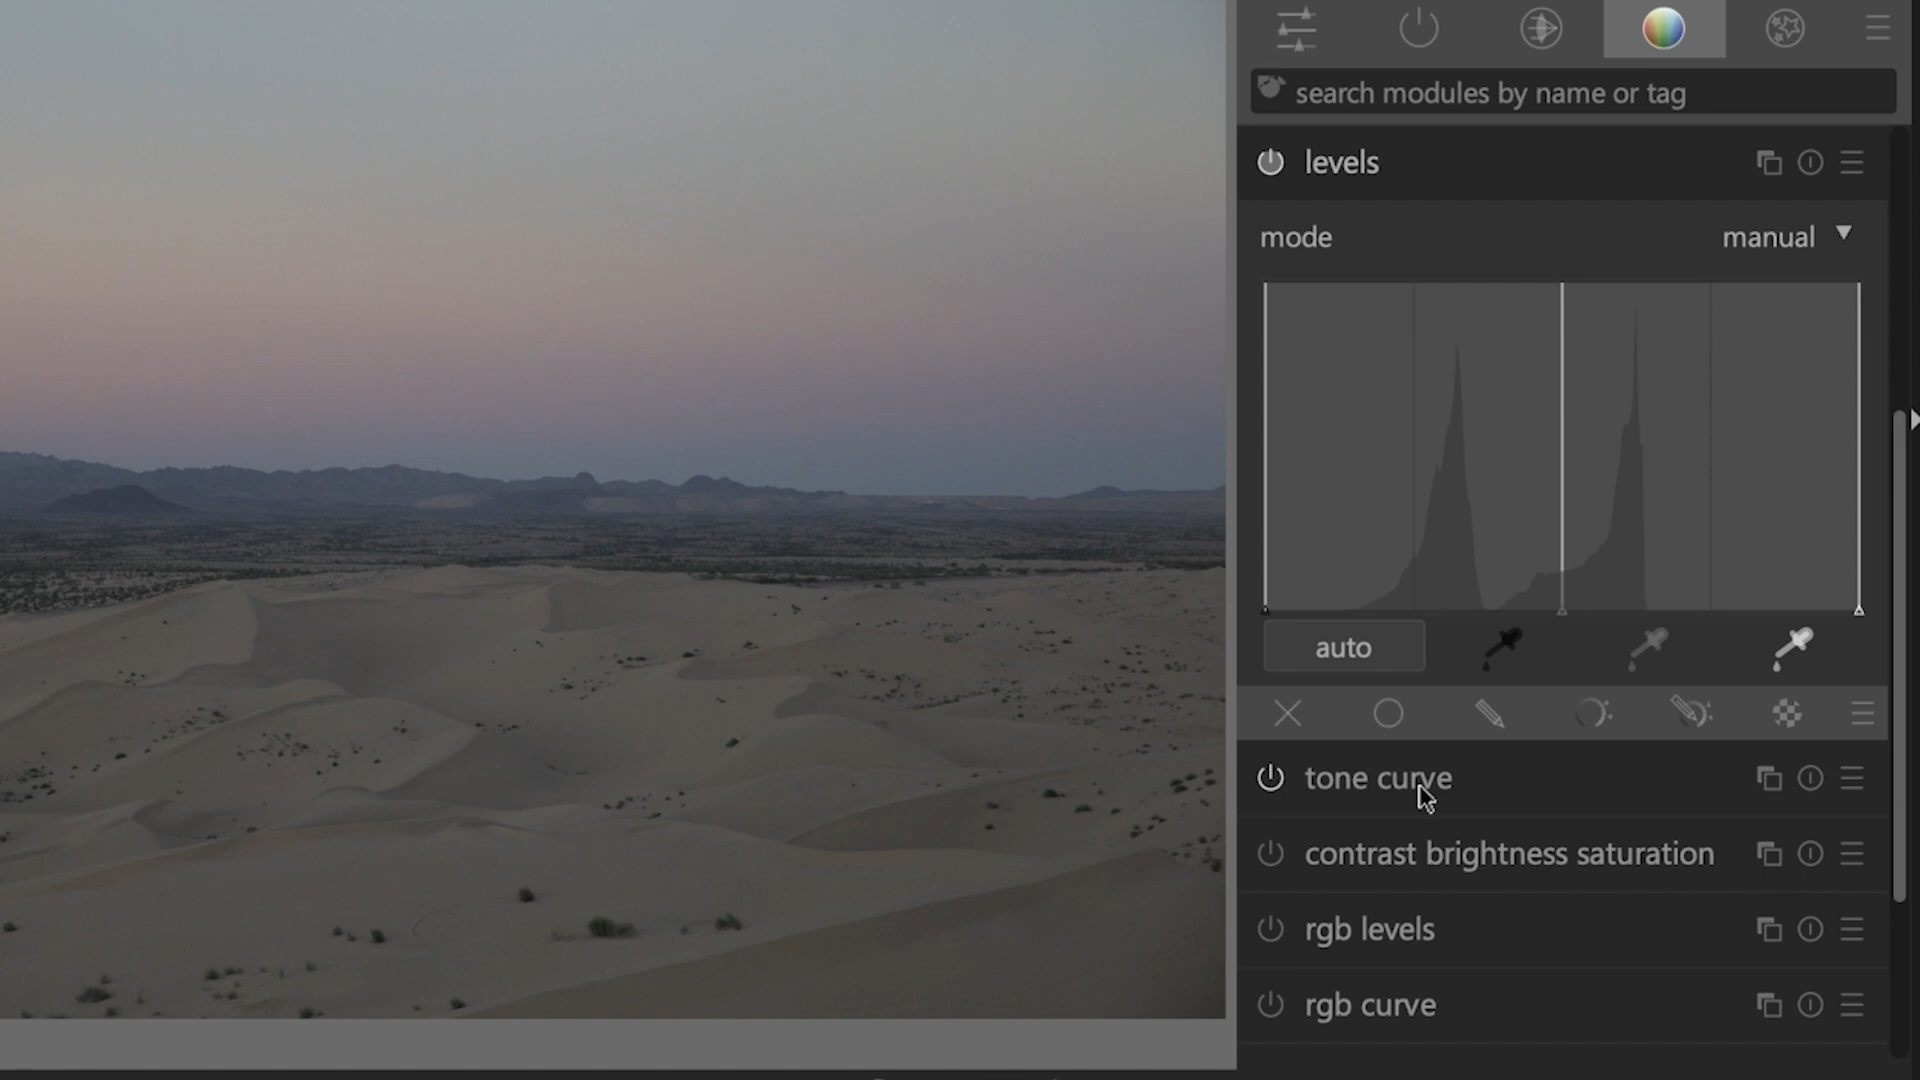 search modules by name or tag
levels
mode manual
auto
tone curve
contrast brightness saturation
rgb levels
rgb curve